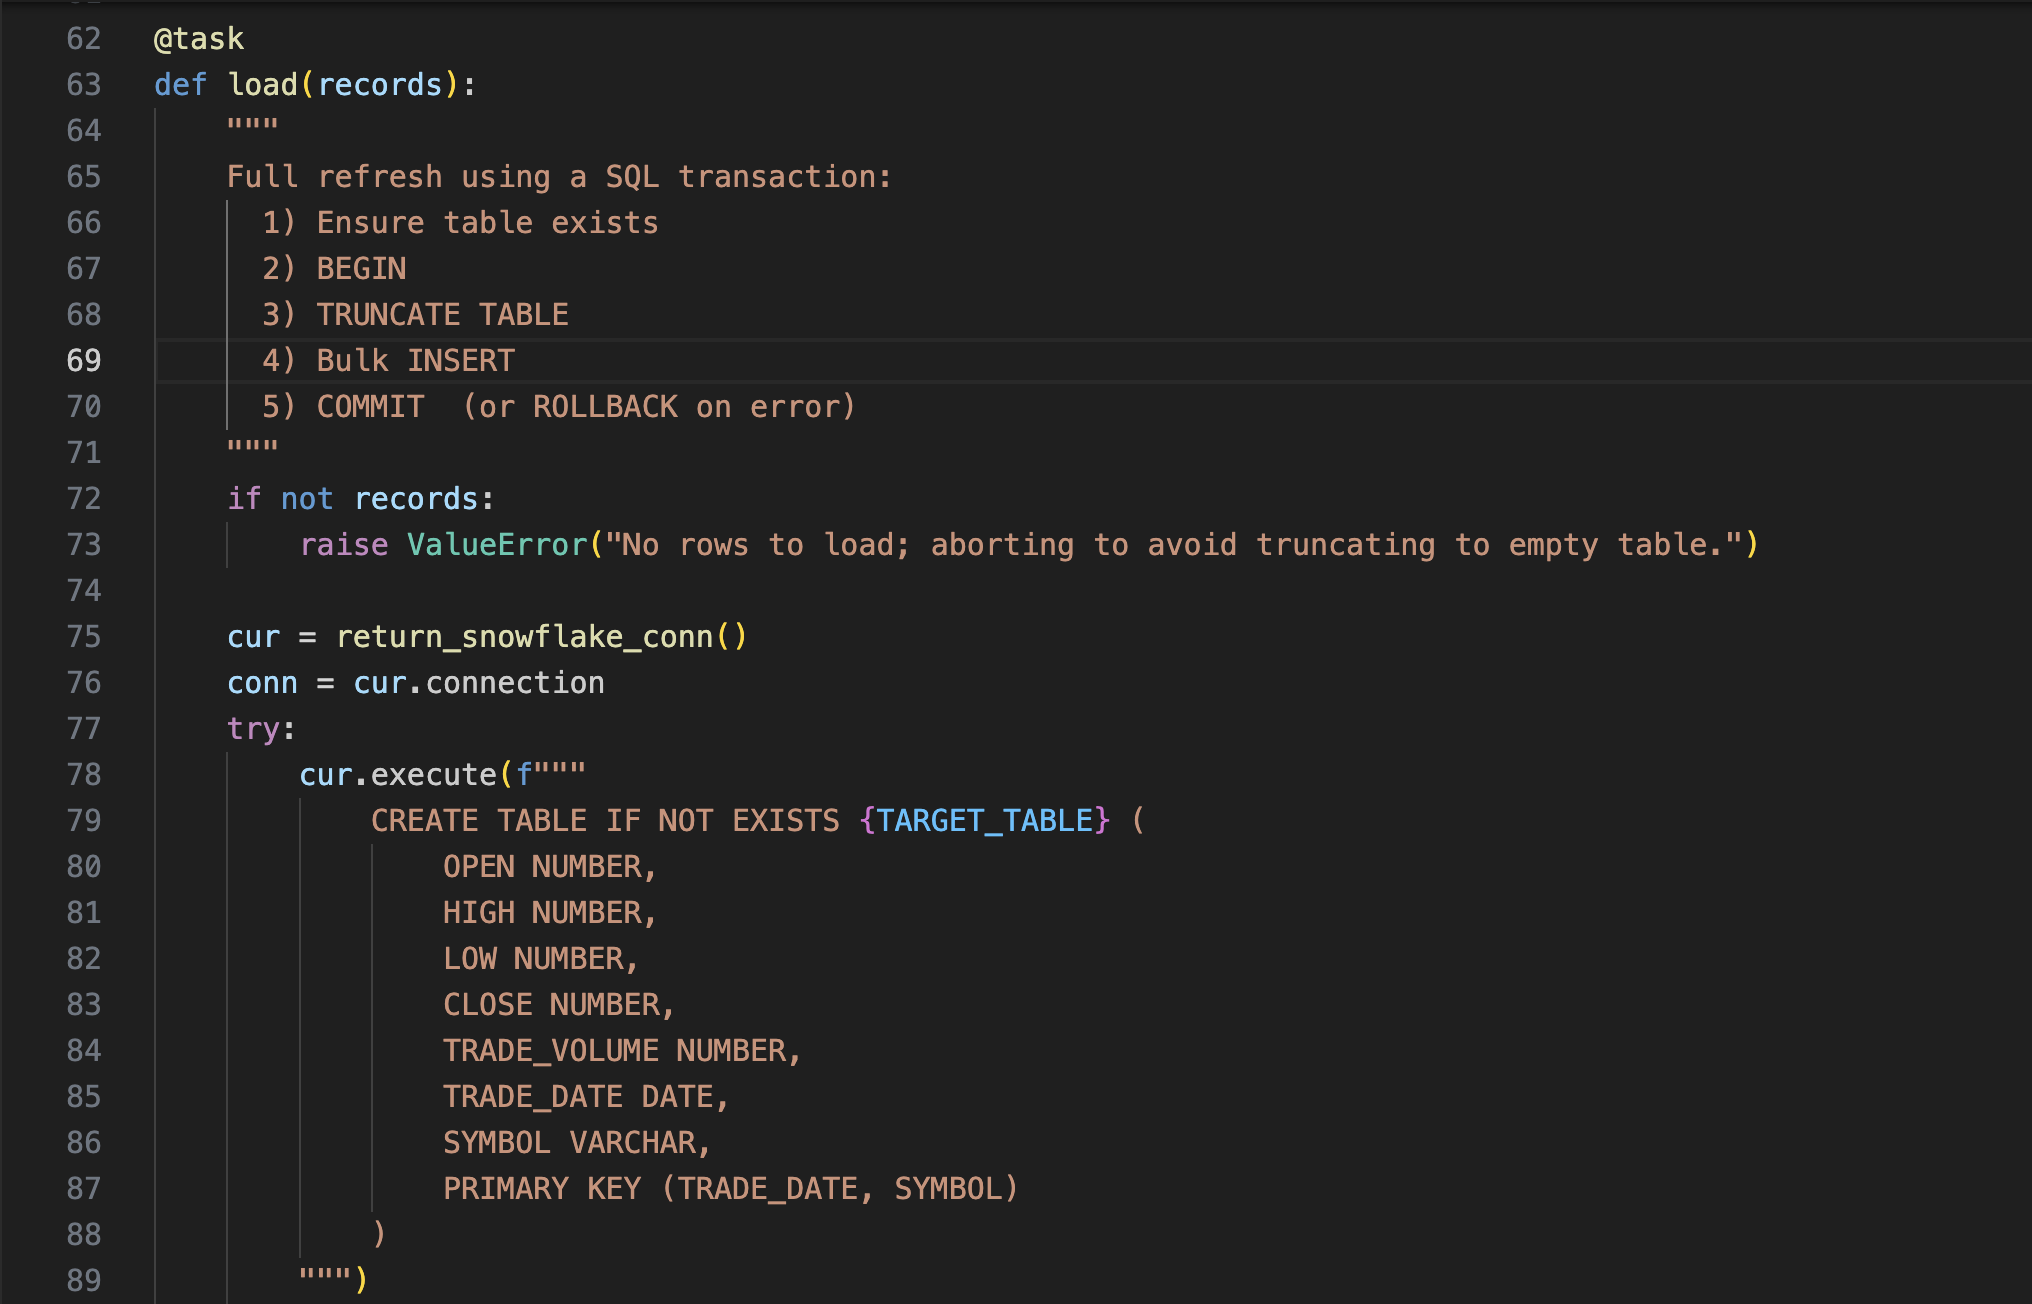 62 @task
63 def load(records):
64     """
65     Full refresh using a SQL transaction:
66       1) Ensure table exists
67       2) BEGIN
68       3) TRUNCATE TABLE
69       4) Bulk INSERT
70       5) COMMIT  (or ROLLBACK on error)
71     """
72     if not records:
73         raise ValueError("No rows to load; aborting to avoid truncating to empty table.")
74
75     cur = return_snowflake_conn()
76     conn = cur.connection
77     try:
78         cur.execute(f"""
79             CREATE TABLE IF NOT EXISTS {TARGET_TABLE} (
80                 OPEN NUMBER,
81                 HIGH NUMBER,
82                 LOW NUMBER,
83                 CLOSE NUMBER,
84                 TRADE_VOLUME NUMBER,
85                 TRADE_DATE DATE,
86                 SYMBOL VARCHAR,
87                 PRIMARY KEY (TRADE_DATE, SYMBOL)
88             )
89         """)